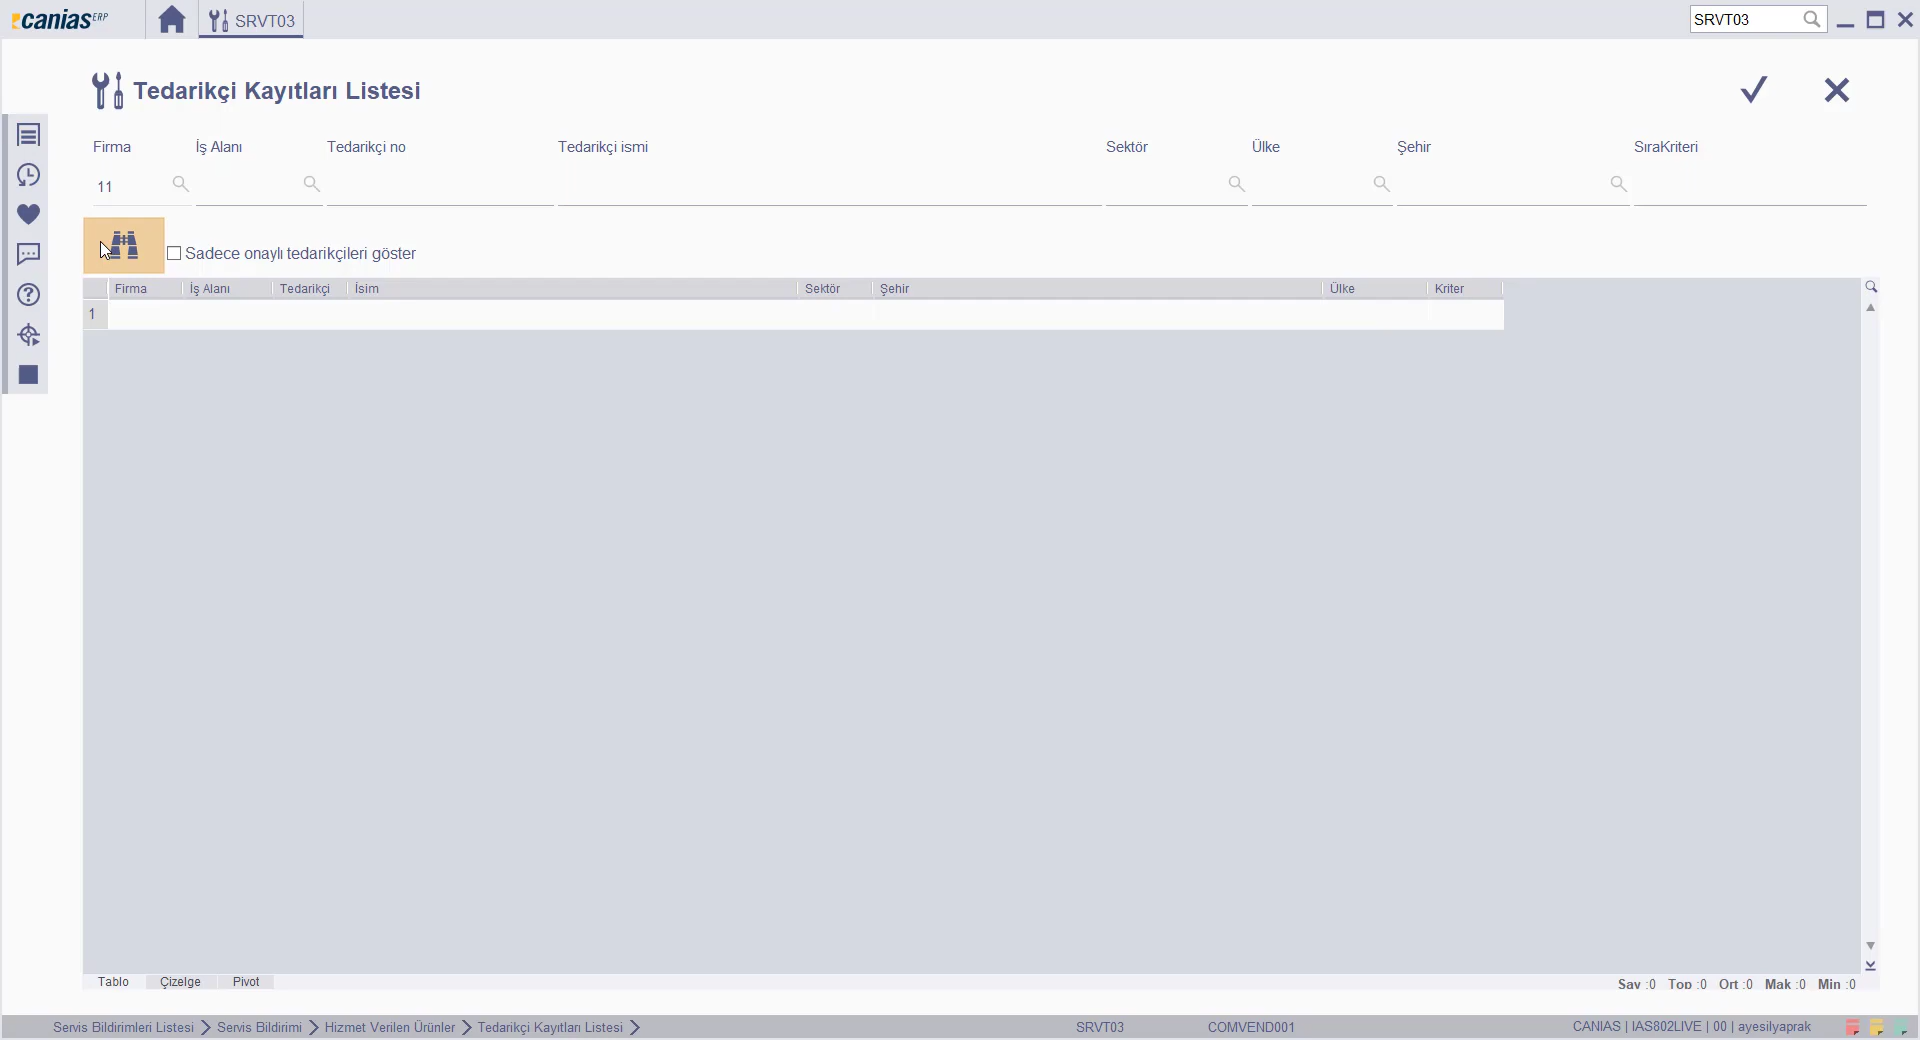 canias ERP
SRVT03
SRVT03
Tedarikçi Kayıtları Listesi
Firma İş Alanı Tedarikçi no Tedarikçi ismi Sektör Ülke Şehir SıraKriteri
11
Sadece onaylı tedarikçileri göster
Firma İş Alanı Tedarikçi İsim Sektör Şehir Ülke Kriter
1
Tablo Çizelge Pivot
Say :0 Top :0 Ort :0 Mak :0 Min :0
Servis Bildirimleri Listesi Servis Bildirimi Hizmet Verilen Ürünler Tedarikçi Kayıtları Listesi SRVT03 COMVEND001 CANIAS | IAS802LIVE | 00 | ayesilyaprak